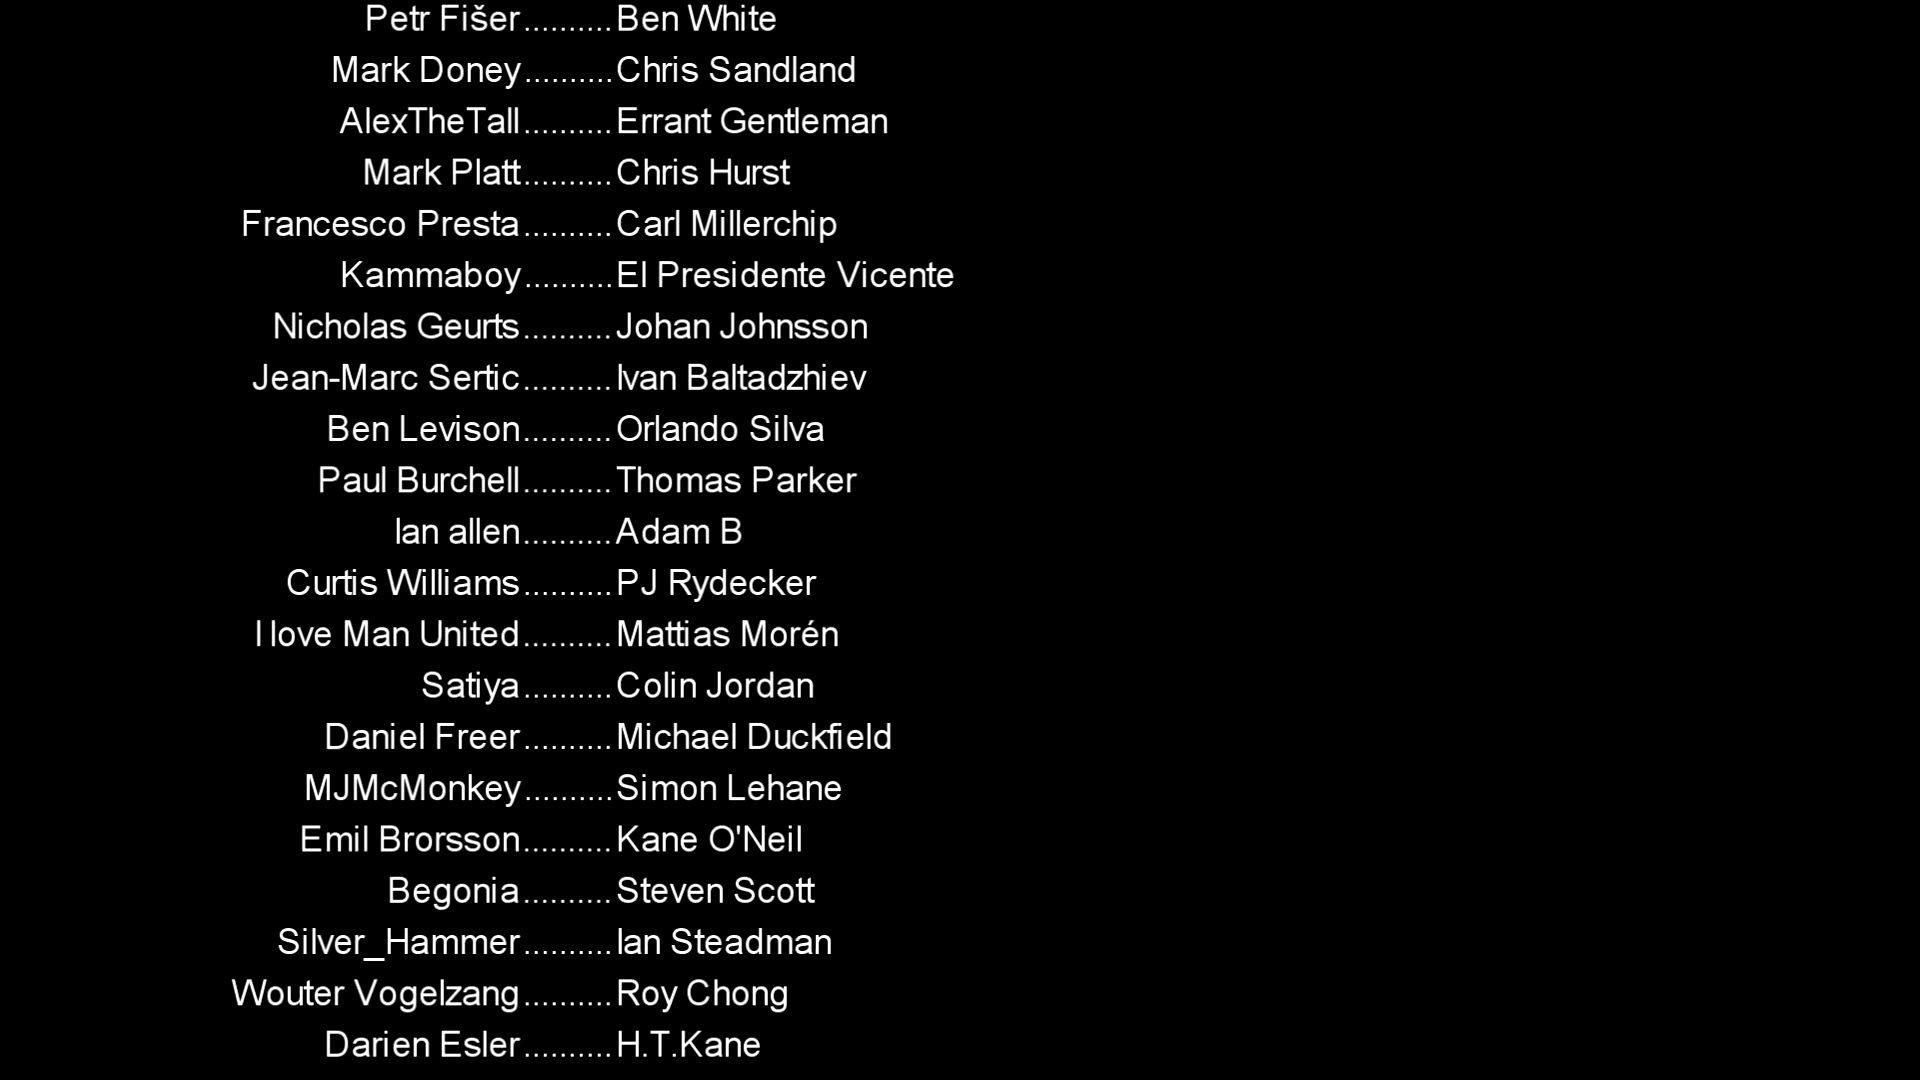 Petr Fišer..........Ben White
Mark Doney..........Chris Sandland
AlexTheTall..........Errant Gentleman
Mark Platt..........Chris Hurst
Francesco Presta..........Carl Millerchip
Kammaboy..........El Presidente Vicente
Nicholas Geurts..........Johan Johnsson
Jean-Marc Sertic..........Ivan Baltadzhiev
Ben Levison..........Orlando Silva
Paul Burchell..........Thomas Parker
Ian allen..........Adam B
Curtis Williams..........PJ Rydecker
I love Man United..........Mattias Morén
Satiya..........Colin Jordan
Daniel Freer..........Michael Duckfield
MJMcMonkey..........Simon Lehane
Emil Brorsson..........Kane O'Neil
Begonia..........Steven Scott
Silver_Hammer..........Ian Steadman
Wouter Vogelzang..........Roy Chong
Darien Esler..........H.T.Kane